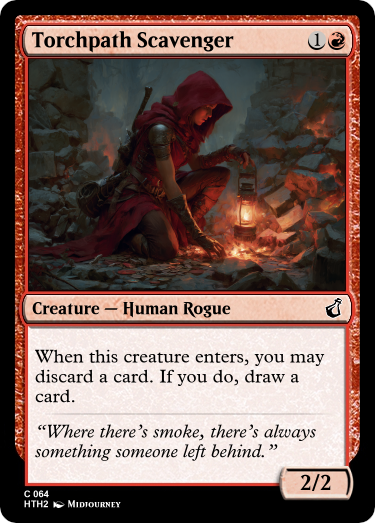 Torchpath Scavenger 1
Creature — Human Rogue
When this creature enters, you may
discard a card. If you do, draw a
card.
“Where there’s smoke, there’s always
something someone left behind.”
2/2
C 064
HTH2 Midjourney